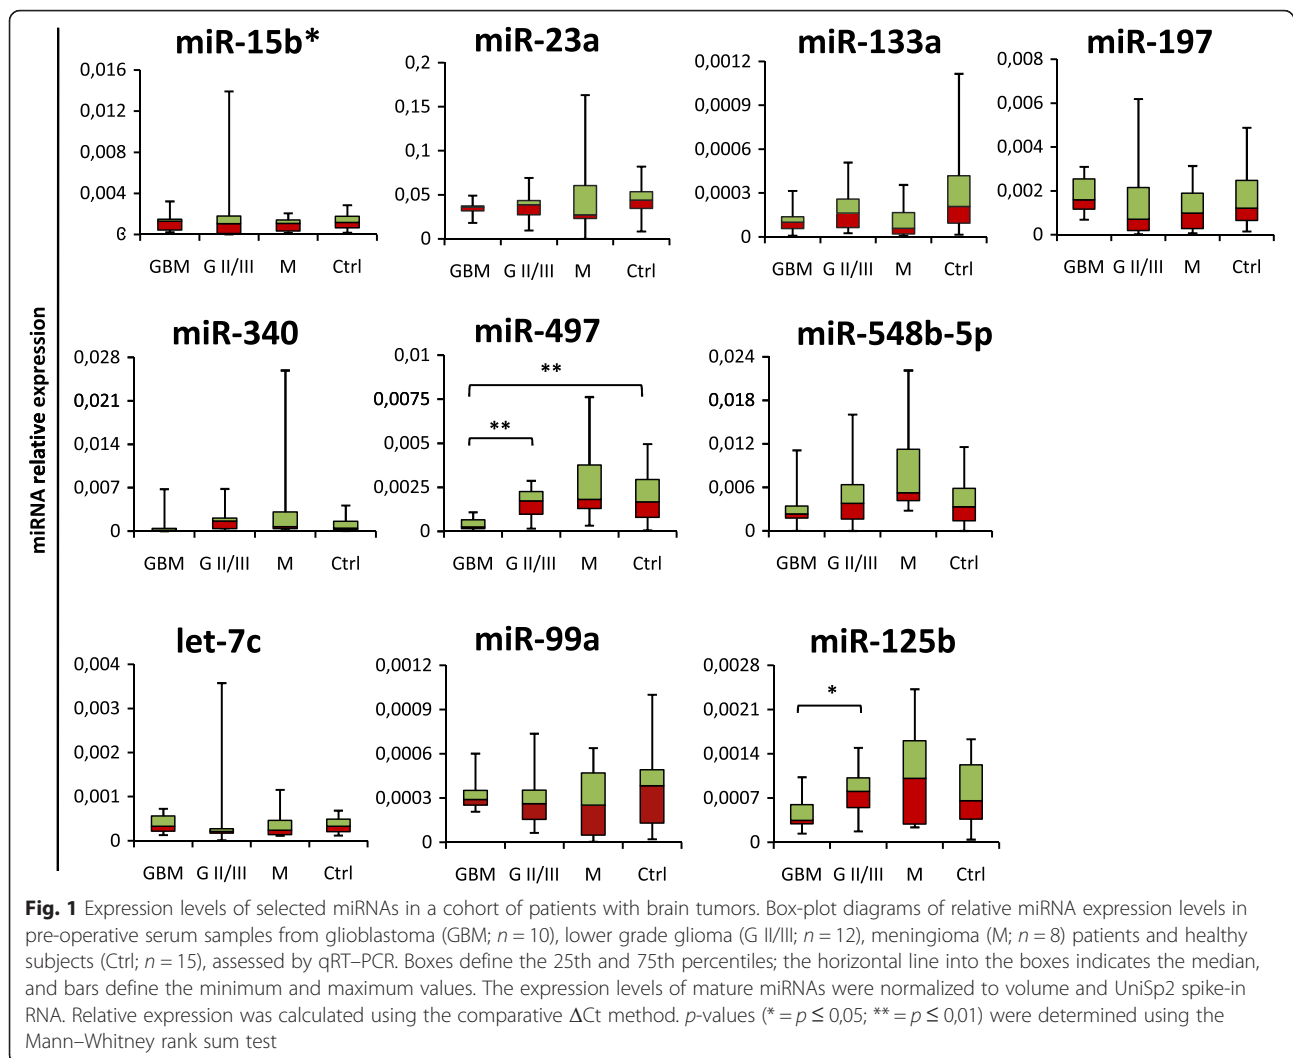 miRNA relative expression
miR-15b*
0,016
0,012
0,008
0,004
0
GBM G II/III M Ctrl
miR-23a
0,2
0,15
0,1
0,05
0
GBM G II/III M Ctrl
miR-133a
0,0012
0,0009
0,0006
0,0003
0
GBM G II/III M Ctrl
miR-197
0,008
0,006
0,004
0,002
0
GBM G II/III M Ctrl
miR-340
0,028
0,021
0,014
0,007
0
GBM G II/III M Ctrl
miR-497
0,01
0,0075
0,005
0,0025
0
**
**
GBM G II/III M Ctrl
miR-548b-5p
0,024
0,018
0,012
0,006
0
GBM G II/III M Ctrl
let-7c
0,004
0,003
0,002
0,001
0
GBM G II/III M Ctrl
miR-99a
0,0012
0,0009
0,0006
0,0003
0
GBM G II/III M Ctrl
miR-125b
0,0028
0,0021
0,0014
0,0007
0
*
GBM G II/III M Ctrl
Fig. 1 Expression levels of selected miRNAs in a cohort of patients with brain tumors. Box-plot diagrams of relative miRNA expression levels in
pre-operative serum samples from glioblastoma (GBM; n = 10), lower grade glioma (G II/III; n = 12), meningioma (M; n = 8) patients and healthy
subjects (Ctrl; n = 15), assessed by qRT–PCR. Boxes define the 25th and 75th percentiles; the horizontal line into the boxes indicates the median,
and bars define the minimum and maximum values. The expression levels of mature miRNAs were normalized to volume and UniSp2 spike-in
RNA. Relative expression was calculated using the comparative ΔCt method. p-values (* = p ≤ 0,05; ** = p ≤ 0,01) were determined using the
Mann–Whitney rank sum test